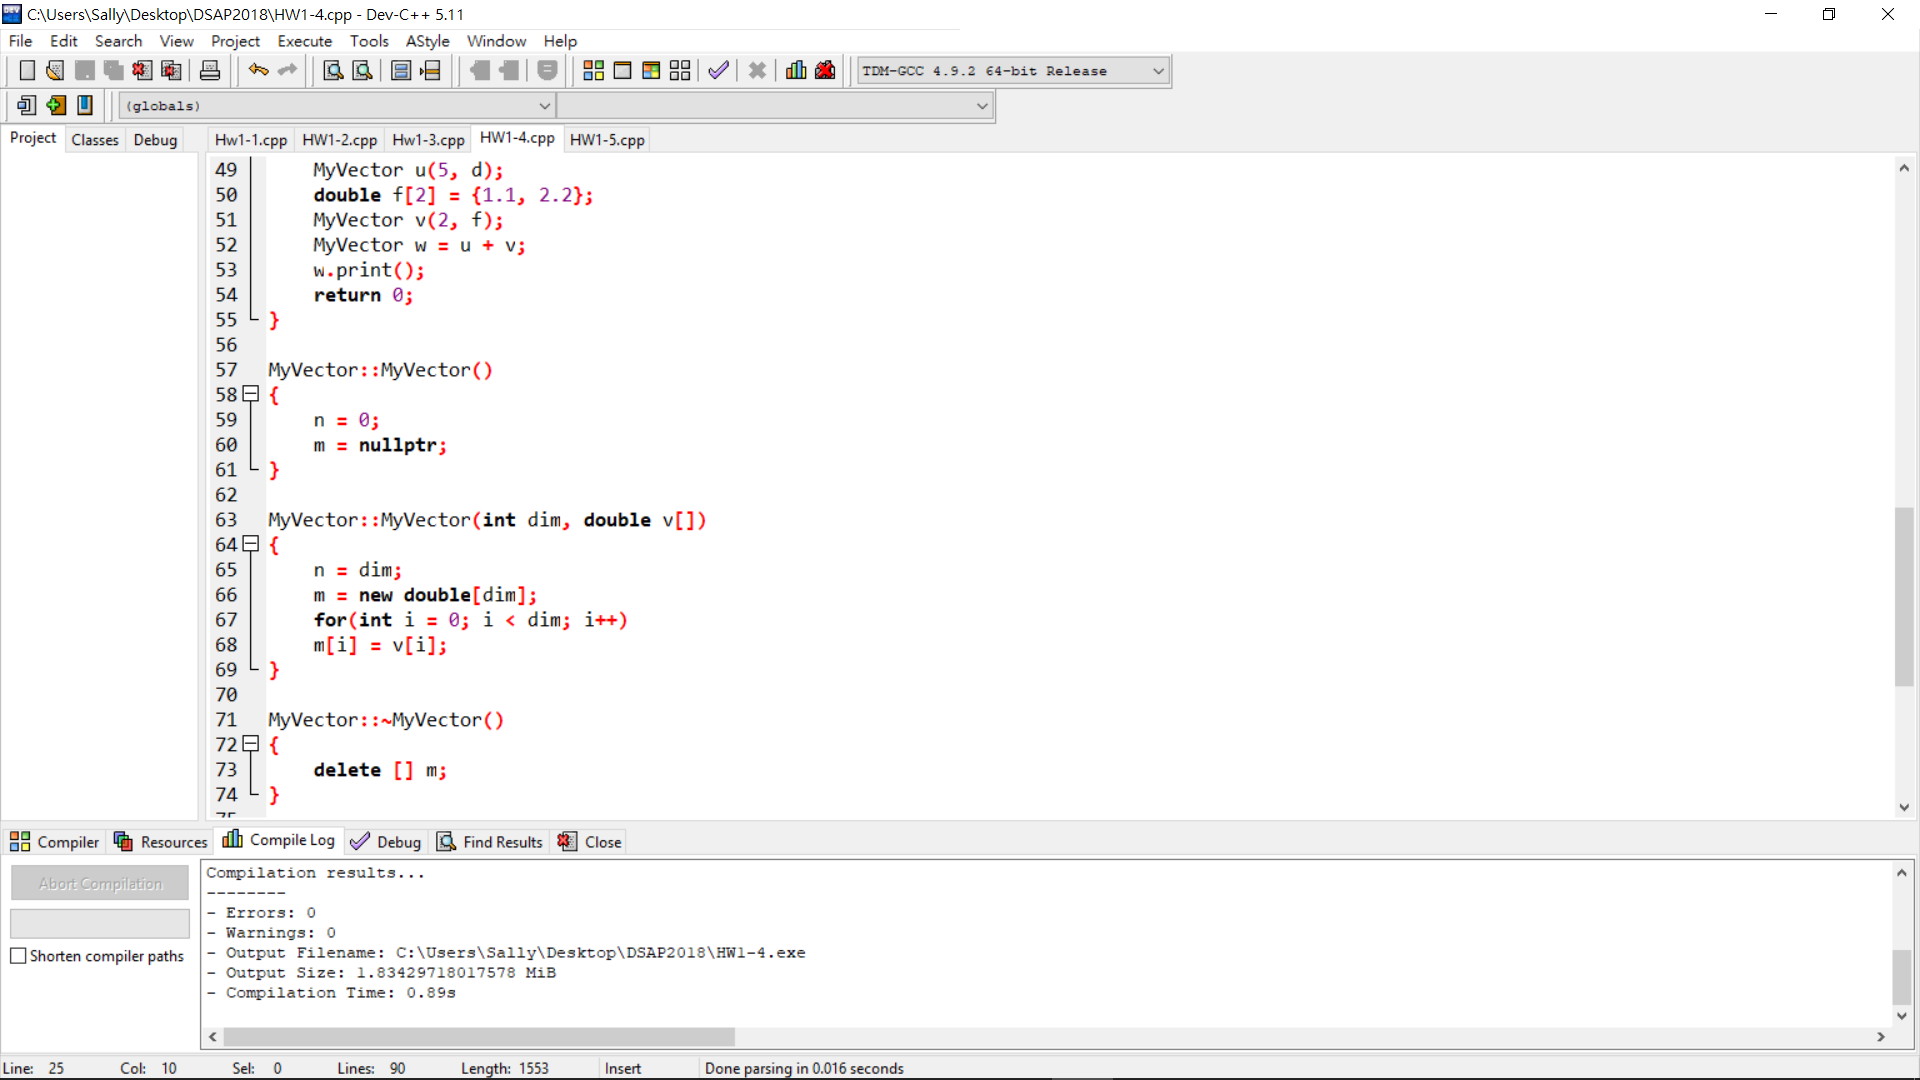 C:\Users\Sally\Desktop\DSAP2018\HW1-4.cpp - Dev-C++ 5.11
File Edit Search View Project Execute Tools AStyle Window Help
TDM-GCC 4.9.2 64-bit Release
(globals)
Project Classes Debug Hw1-1.cpp HW1-2.cpp Hw1-3.cpp HW1-4.cpp HW1-5.cpp
49 MyVector u(5, d);
50 double f[2] = {1.1, 2.2};
51 MyVector v(2, f);
52 MyVector w = u + v;
53 w.print();
54 return 0;
55 }
56
57 MyVector::MyVector()
58 {
59 n = 0;
60 m = nullptr;
61 }
62
63 MyVector::MyVector(int dim, double v[])
64 {
65 n = dim;
66 m = new double[dim];
67 for(int i = 0; i < dim; i++)
68 m[i] = v[i];
69 }
70
71 MyVector::~MyVector()
72 {
73 delete [] m;
74 }
75
Compiler Resources Compile Log Debug Find Results Close
Abort Compilation
Shorten compiler paths
Compilation results...
--------
- Errors: 0
- Warnings: 0
- Output Filename: C:\Users\Sally\Desktop\DSAP2018\HW1-4.exe
- Output Size: 1.83429718017578 MiB
- Compilation Time: 0.89s
Line: 25 Col: 10 Sel: 0 Lines: 90 Length: 1553 Insert Done parsing in 0.016 seconds